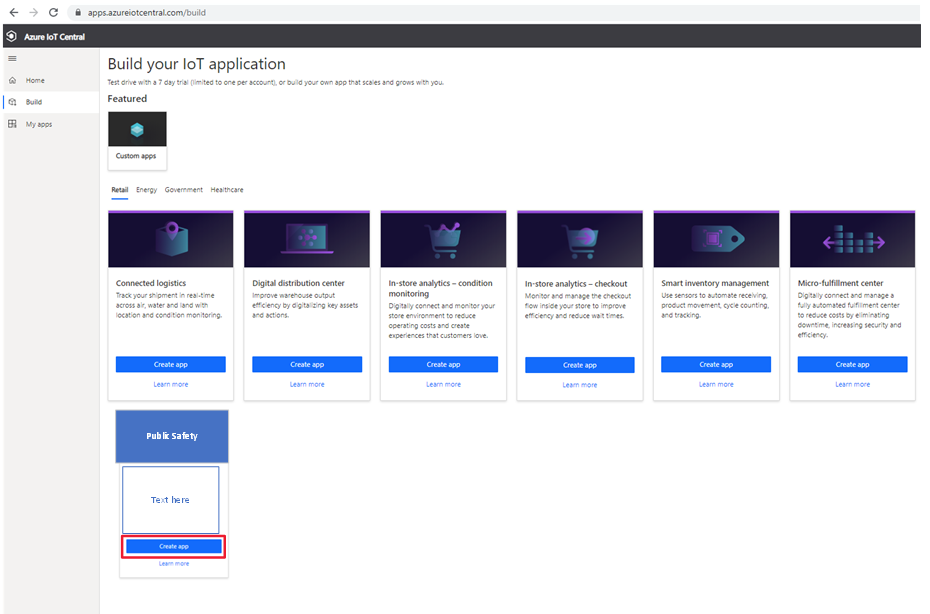 apps.azureiotcentral.com/build
Azure IoT Central
Home
Build
My apps
Build your IoT application
Test drive with a 7 day trial (limited to one per account), or build your own app that scales and grows with you.
Featured
Custom apps
Retail Energy Government Healthcare
Connected logistics
Track your shipment in real-time
across air, water and land with
location and condition monitoring.
Create app
Learn more
Digital distribution center
Improve warehouse output
efficiency by digitalizing key assets
and actions.
Create app
Learn more
In-store analytics – condition
monitoring
Digitally connect and monitor your
store environment to reduce
operating costs and create
experiences that customers love.
Create app
Learn more
In-store analytics – checkout
Monitor and manage the checkout
flow inside your store to improve
efficiency and reduce wait times.
Create app
Learn more
Smart inventory management
Use sensors to automate receiving,
product movement, cycle counting,
and tracking.
Create app
Learn more
Micro-fulfillment center
Digitally connect and manage a
fully automated fulfillment center
to reduce costs by eliminating
downtime, increasing security and
efficiency.
Create app
Learn more
Public Safety
Text here
Create app
Learn more